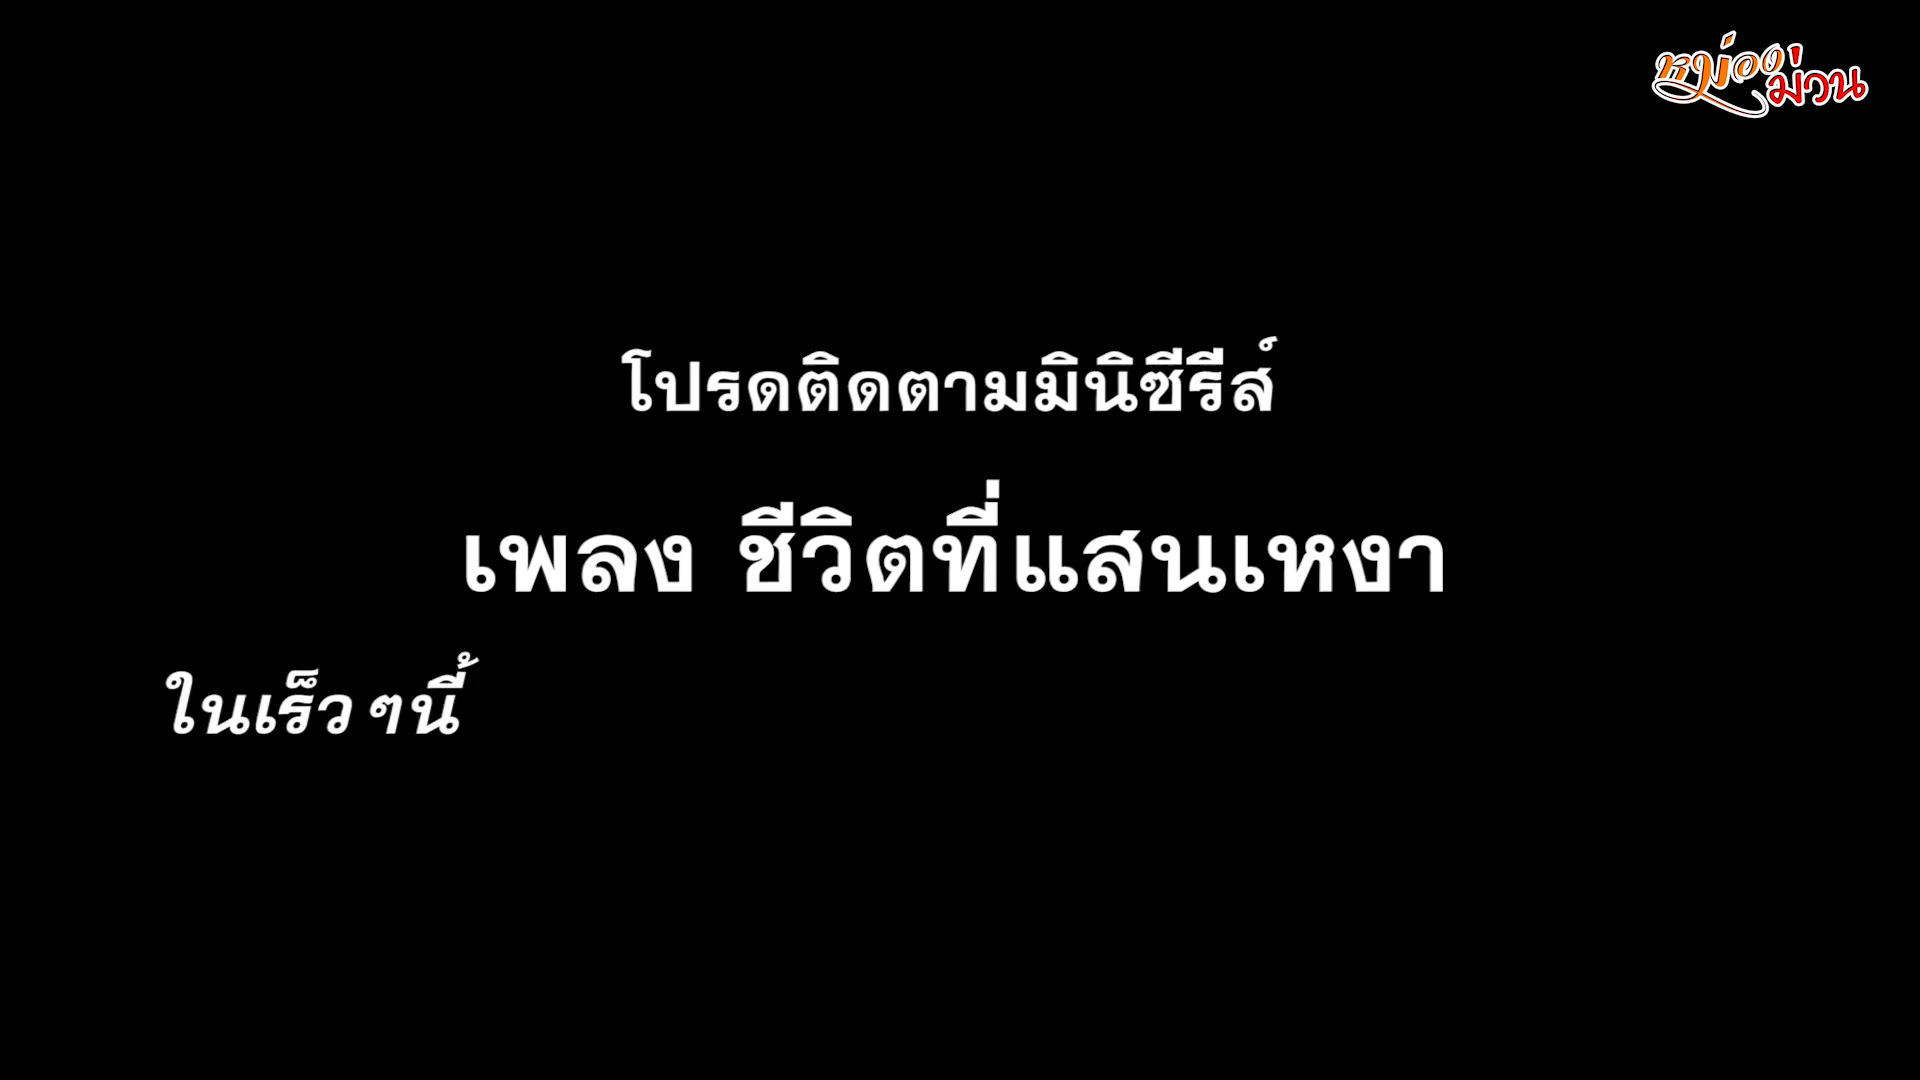 หม่องม่วน
โปรดติดตามมินิซีรีส์
เพลง ชีวิตที่แสนเหงา
ในเร็วๆนี้